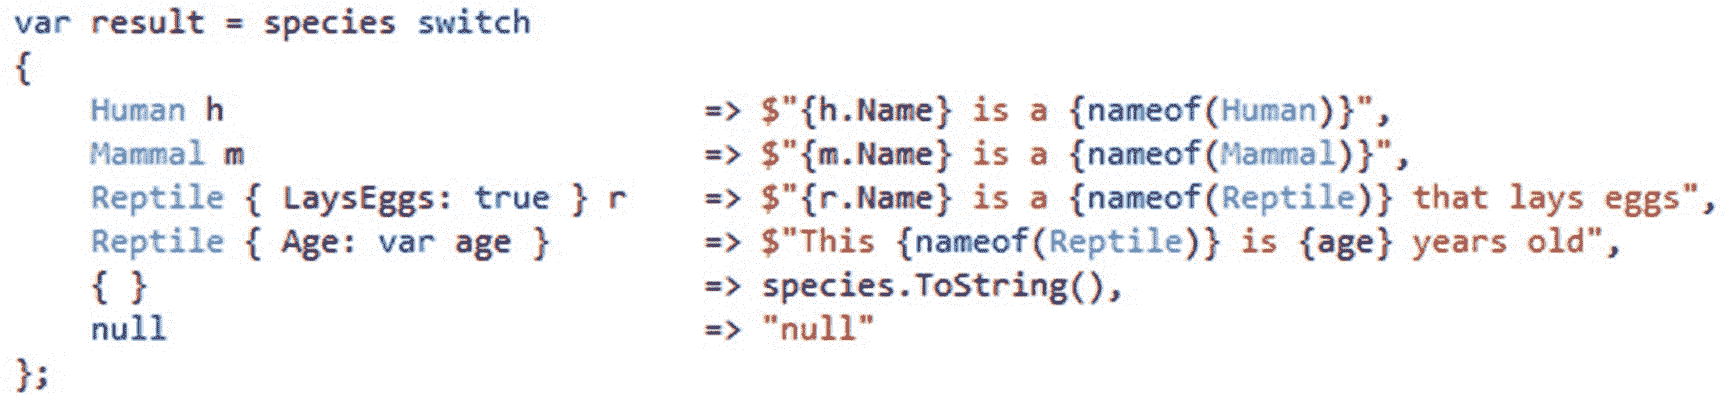 var result = species switch
{
    Human h => $"{h.Name} is a {nameof(Human)}",
    Mammal m => $"{m.Name} is a {nameof(Mammal)}",
    Reptile { LaysEggs: true } r => $"{r.Name} is a {nameof(Reptile)} that lays eggs",
    Reptile { Age: var age } => $"This {nameof(Reptile)} is {age} years old",
    { } => species.ToString(),
    null => "null"
};